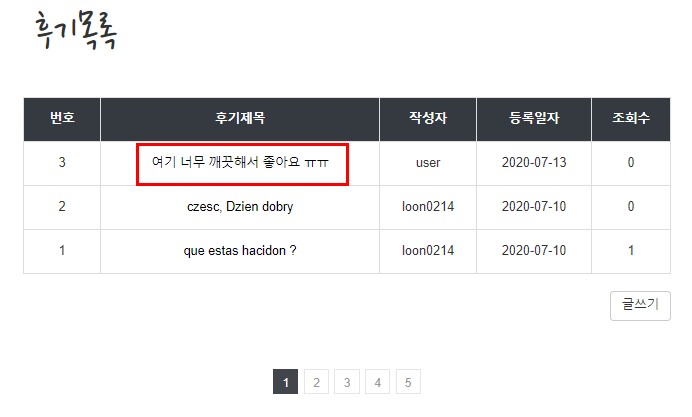 후기목록
번호 후기제목 작성자 등록일자 조회수
3 여기 너무 깨끗해서 좋아요 ㅠㅠ user 2020-07-13 0
2 czesc, Dzien dobry loon0214 2020-07-10 0
1 que estas hacidon ? loon0214 2020-07-10 1
글쓰기
1 2 3 4 5